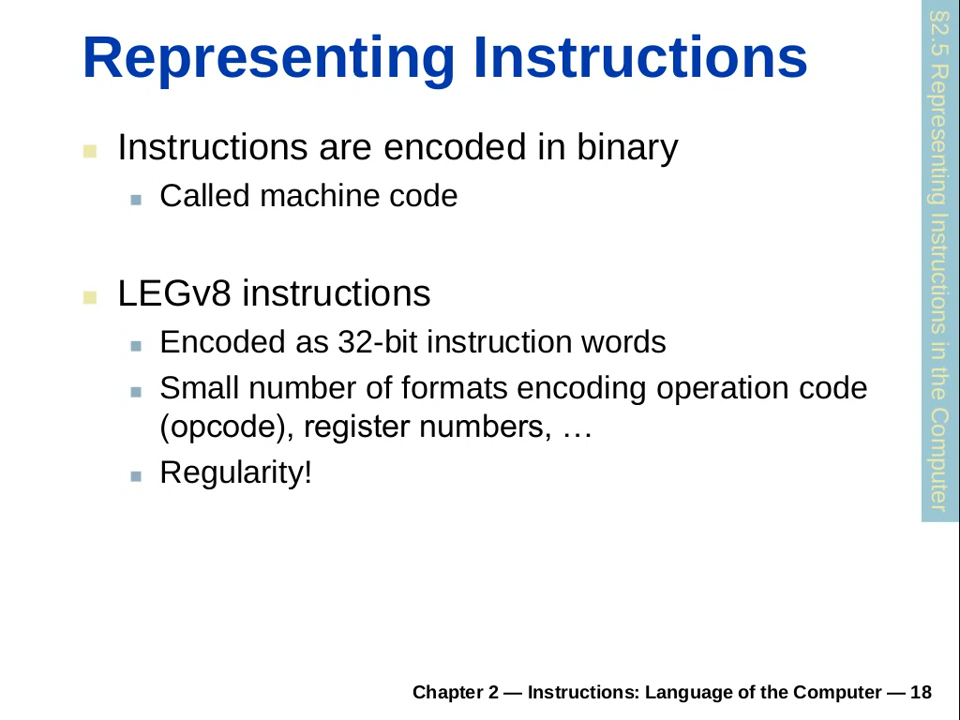 Representing Instructions
Instructions are encoded in binary
Called machine code
LEGv8 instructions
Encoded as 32-bit instruction words
Small number of formats encoding operation code
(opcode), register numbers, …
Regularity!
§2.5 Representing Instructions in the Computer
Chapter 2 — Instructions: Language of the Computer — 18